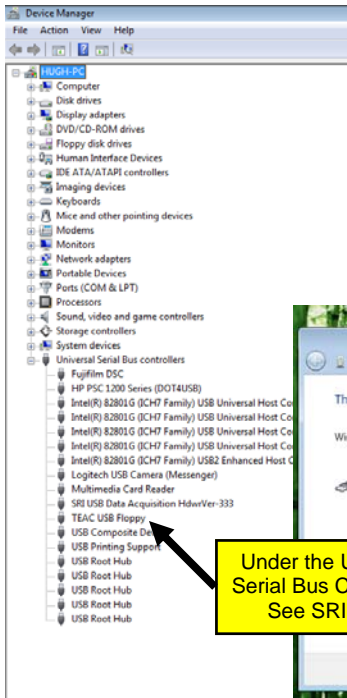 Device Manager
File Action View Help
HUGH-PC
Computer
Disk drives
Display adapters
DVD/CD-ROM drives
Floppy disk drives
Human Interface Devices
IDE ATA/ATAPI controllers
Imaging devices
Keyboards
Mice and other pointing devices
Modems
Monitors
Network adapters
Portable Devices
Ports (COM & LPT)
Processors
Sound, video and game controllers
Storage controllers
System devices
Universal Serial Bus controllers
Fujifilm DSC
HP PSC 1200 Series (DOT4USB)
Intel(R) 82801G (ICH7 Family) USB Universal Host Co
Intel(R) 82801G (ICH7 Family) USB Universal Host Co
Intel(R) 82801G (ICH7 Family) USB Universal Host Co
Intel(R) 82801G (ICH7 Family) USB Universal Host Co
Intel(R) 82801G (ICH7 Family) USB2 Enhanced Host C
Logitech USB Camera (Messenger)
Multimedia Card Reader
SRI USB Data Acquisition HdwrVer-333
TEAC USB Floppy
USB Composite De
USB Printing Support
USB Root Hub
USB Root Hub
USB Root Hub
USB Root Hub
USB Root Hub
Th
Wi
Under the U
Serial Bus C
See SRI